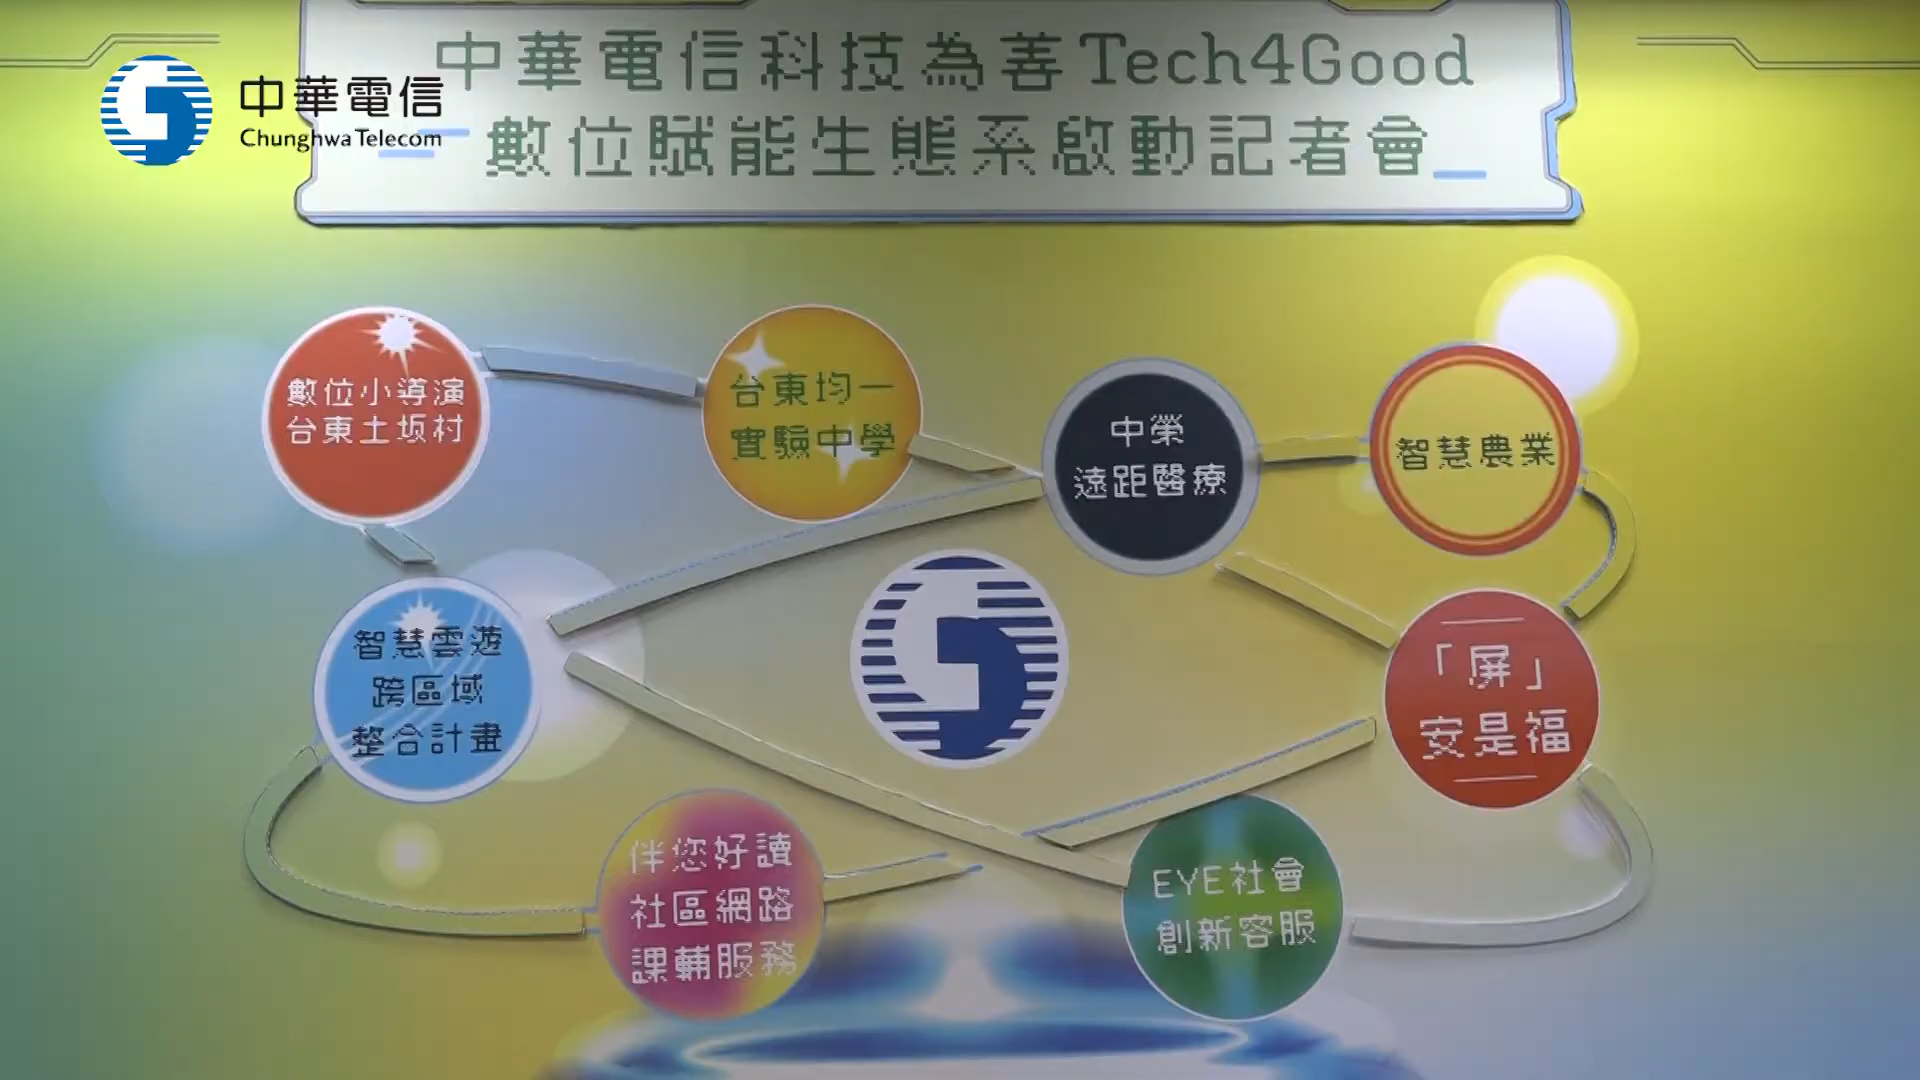 中華電信科技為善Tech4Good
數位賦能生態系啟動記者會_
中華電信
Chunghwa Telecom
數位小導演
台東土坂村
台東均一
實驗中學
中榮
遠距醫療
智慧農業
智慧雲遊
跨區域
整合計畫
「屏」
安是福
伴您好讀
社區網路
課輔服務
EYE社會
創新客服